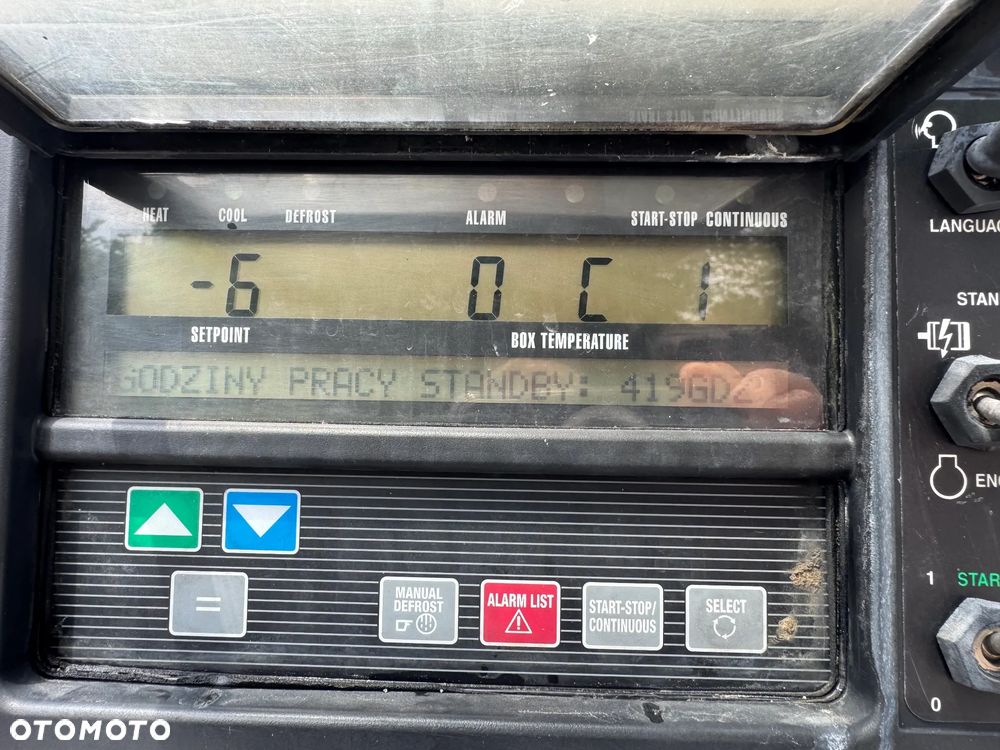 HEAT COOL DEFROST ALARM START-STOP CONTINUOUS
-6 0 C 1
SETPOINT BOX TEMPERATURE
GODZINY PRACY STANDBY: 419GDZ
MANUAL
DEFROST
ALARM LIST
START-STOP/
CONTINUOUS
SELECT
=
LANGUAG
STAN
ENG
1 STAR
0
OTOMOTO